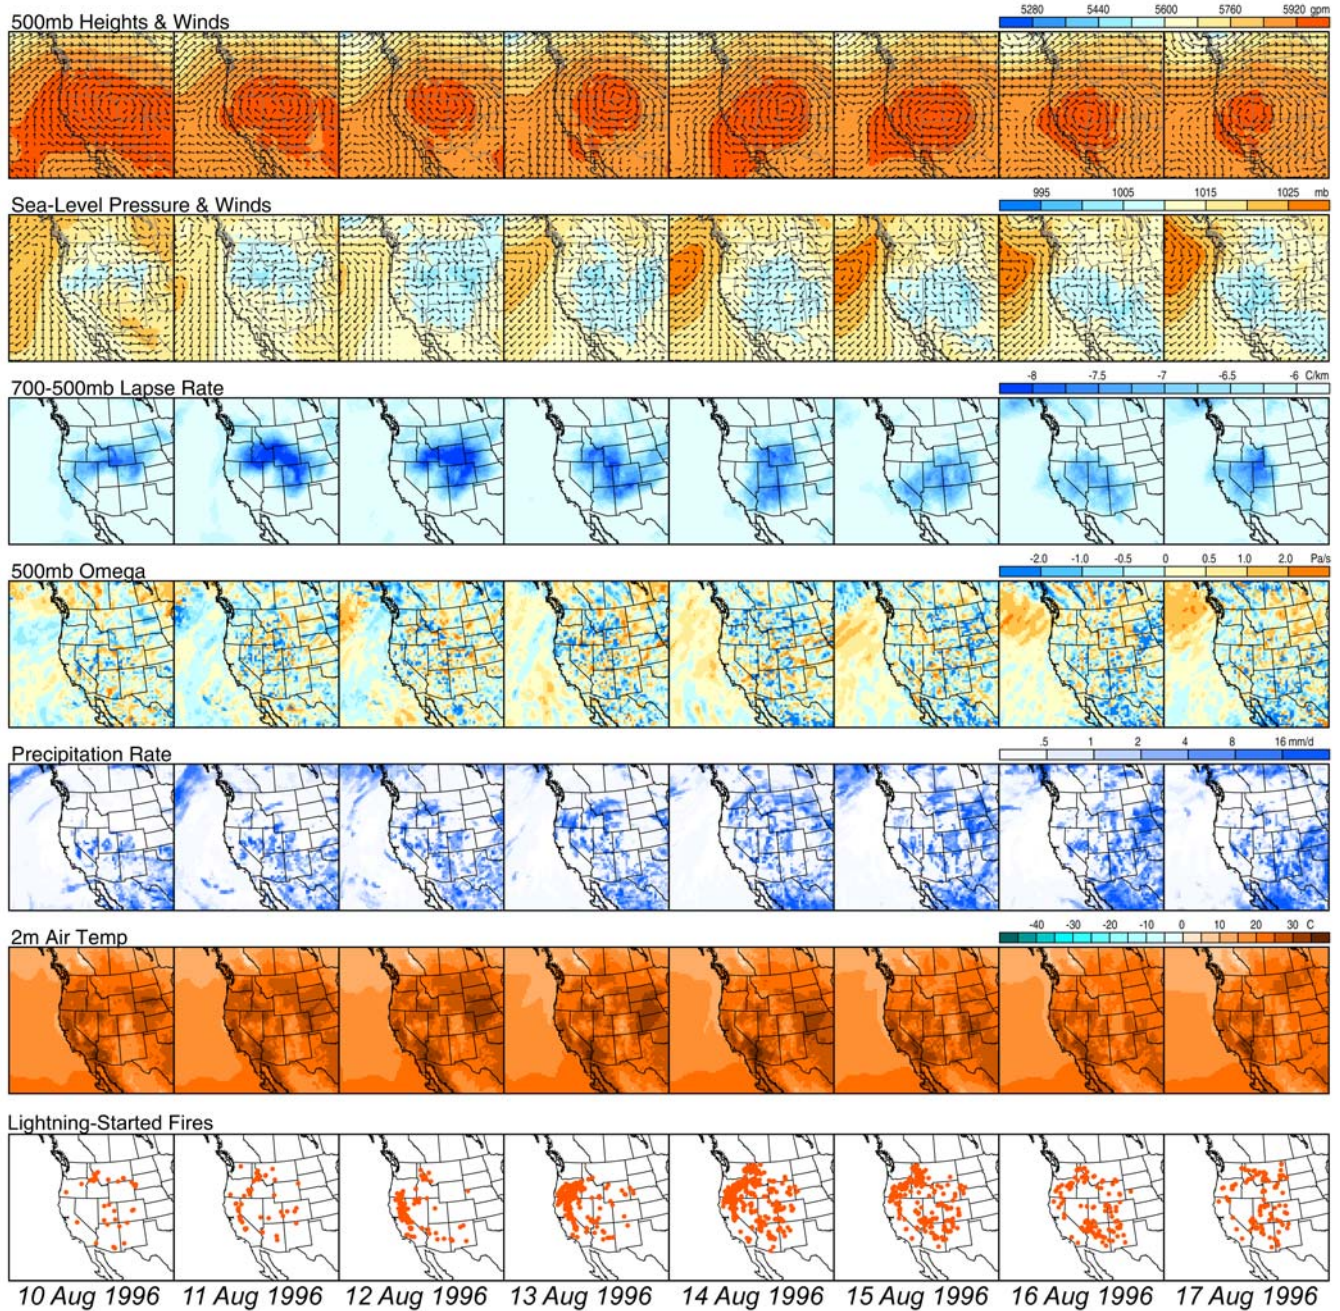 500mb Heights & Winds
5280 5440 5600 5760 5920 gpm
Sea-Level Pressure & Winds
995 1005 1015 1025 mb
700-500mb Lapse Rate
-8 -7.5 -7 -6.5 -6 C/km
500mb Omega
-2.0 -1.0 -0.5 0 0.5 1.0 2.0 Pa/s
Precipitation Rate
.5 1 2 4 8 16 mm/d
2m Air Temp
-40 -30 -20 -10 0 10 20 30 C
Lightning-Started Fires
10 Aug 1996 11 Aug 1996 12 Aug 1996 13 Aug 1996 14 Aug 1996 15 Aug 1996 16 Aug 1996 17 Aug 1996